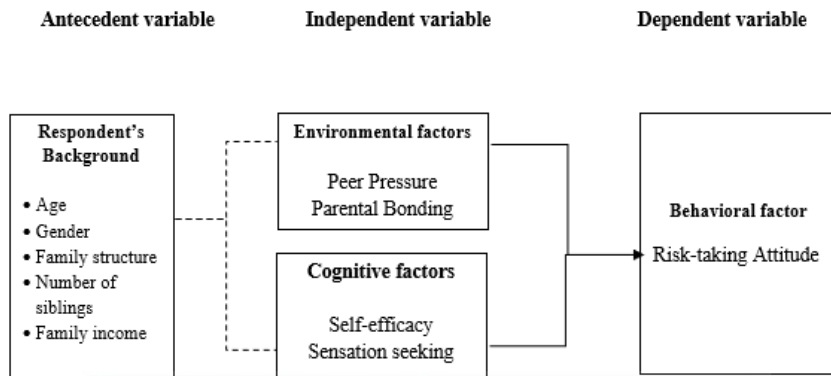 Antecedent variable
Independent variable
Dependent variable
Respondent's
Background
• Age
• Gender
• Family structure
• Number of
siblings
• Family income
Environmental factors
Peer Pressure
Parental Bonding
Cognitive factors
Self-efficacy
Sensation seeking
Behavioral factor
Risk-taking Attitude